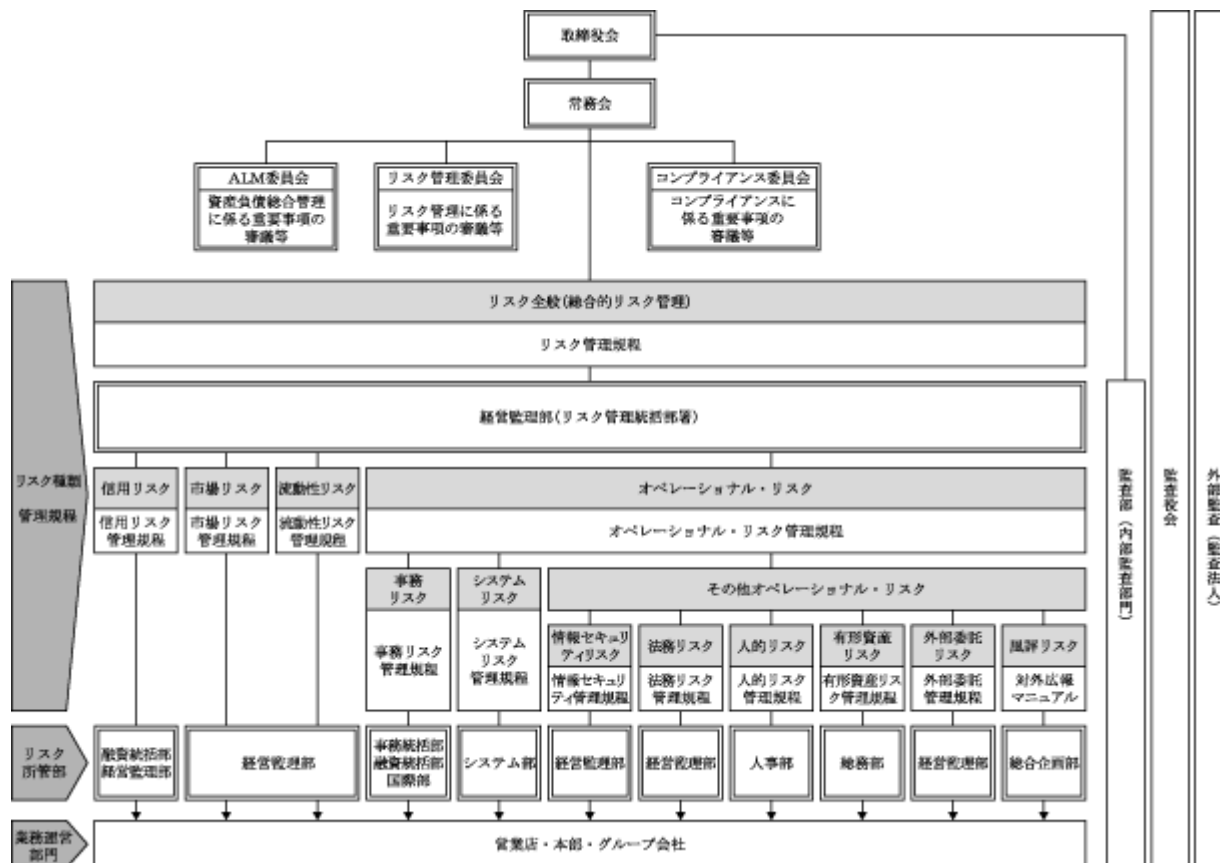 取締役会
常務会
ALM委員会
資産負債総合管理
に係る重要事項の
審議等
リスク管理委員会
リスク管理に係る
重要事項の審議等
コンプライアンス委員会
コンプライアンスに
係る重要事項の
審議等
リスク全般(総合的リスク管理)
リスク管理規程
経営監理部(リスク管理統括部署)
リスク種類
管理規程
信用リスク
信用リスク
管理規程
市場リスク
市場リスク
管理規程
流動性リスク
流動性リスク
管理規程
オペレーショナル・リスク
オペレーショナル・リスク管理規程
事務
リスク
事務リスク
管理規程
システム
リスク
システム
リスク
管理規程
その他オペレーショナル・リスク
情報セキュリ
ティリスク
情報セキュリ
ティ管理規程
法務リスク
法務リスク
管理規程
人的リスク
人的リスク
管理規程
有形資産
リスク
有形資産リス
ク管理規程
外部委託
リスク
外部委託
管理規程
風評リスク
対外広報
マニュアル
リスク
所管部
融資統括部
経営監理部
経営監理部
事務統括部
融資統括部
国際部
システム部
経営監理部
経営監理部
人事部
総務部
経営監理部
総合企画部
業務運営
部門
営業店・本部・グループ会社
監査部(内部監査部門)
監査役会
外部監査(監査法人)